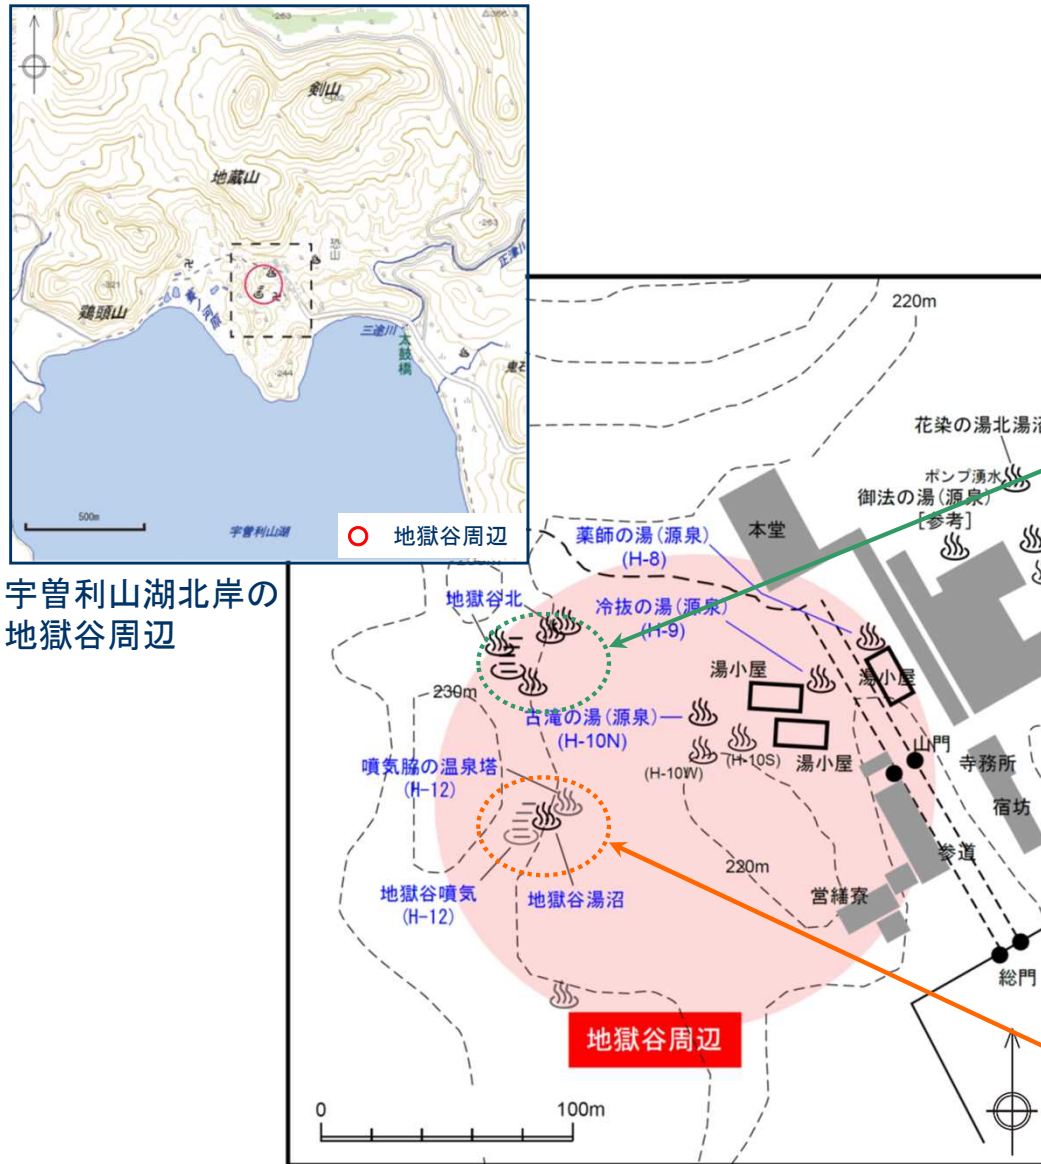 剣山
地蔵山
恐山
鶏頭山
三途川
太鼓橋
正津川
-263
-244
500m
宇曽利山湖
地獄谷周辺
宇曽利山湖北岸の
地獄谷周辺
220m
花染の湯北湯沼
ポンプ湧水
御法の湯(源泉)
[参考]
本堂
薬師の湯(源泉)
(H-8)
地獄谷北
冷抜の湯(源泉)
(H-9)
湯小屋
湯小屋
230m
古滝の湯(源泉)
(H-10N)
(H-10W)
(H-10S)
湯小屋
山門
寺務所
宿坊
噴気脇の温泉塔
(H-12)
参道
220m
地獄谷噴気
(H-12)
地獄谷湯沼
営繕寮
総門
地獄谷周辺
0
100m